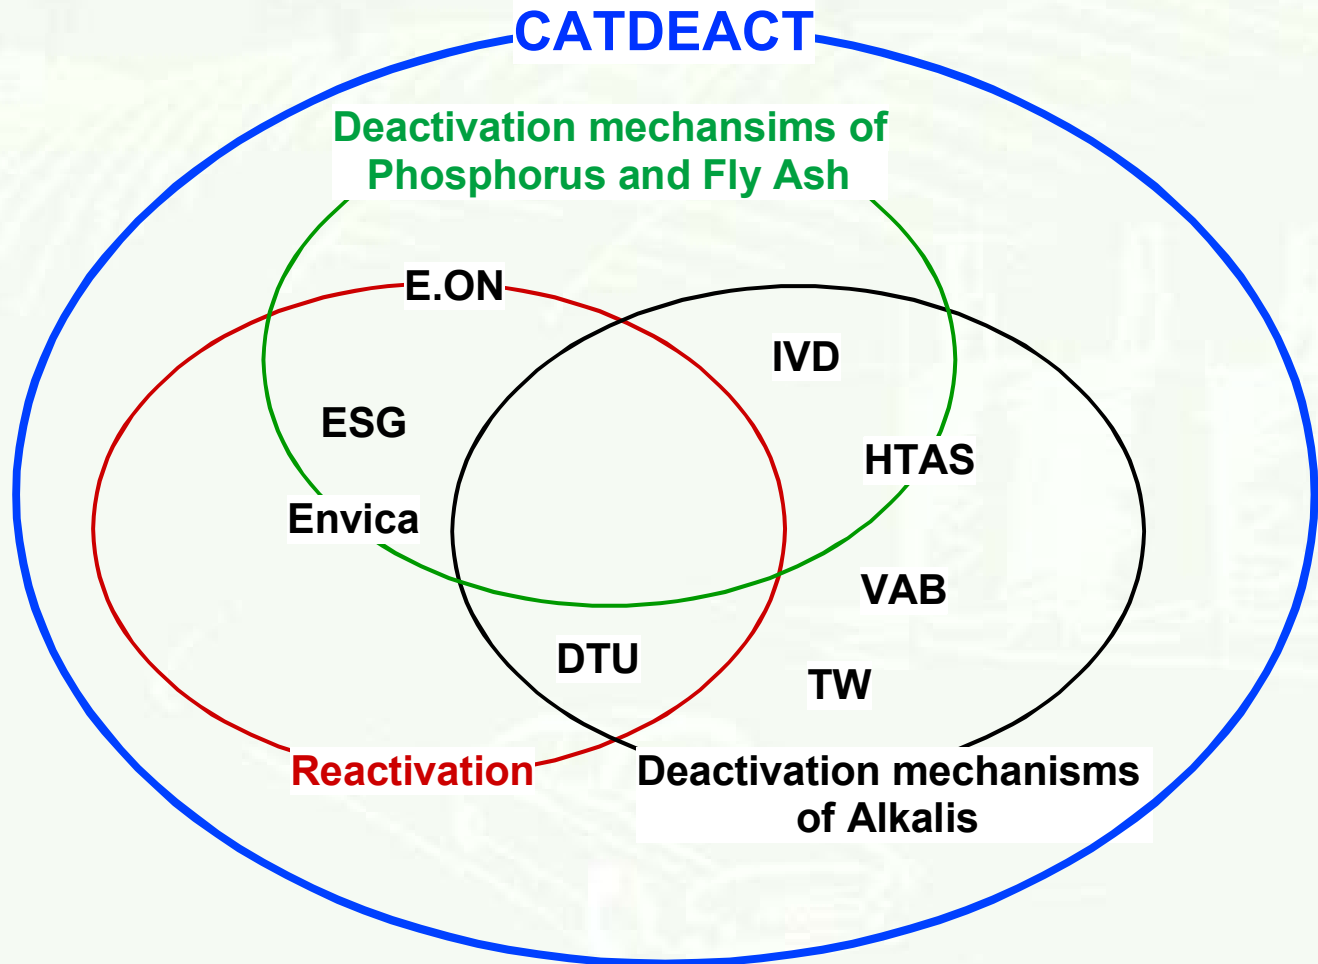 CATDEACT
Deactivation mechansims of
Phosphorus and Fly Ash
E.ON
IVD
ESG
HTAS
Envica
VAB
DTU
TW
Reactivation
Deactivation mechanisms
of Alkalis